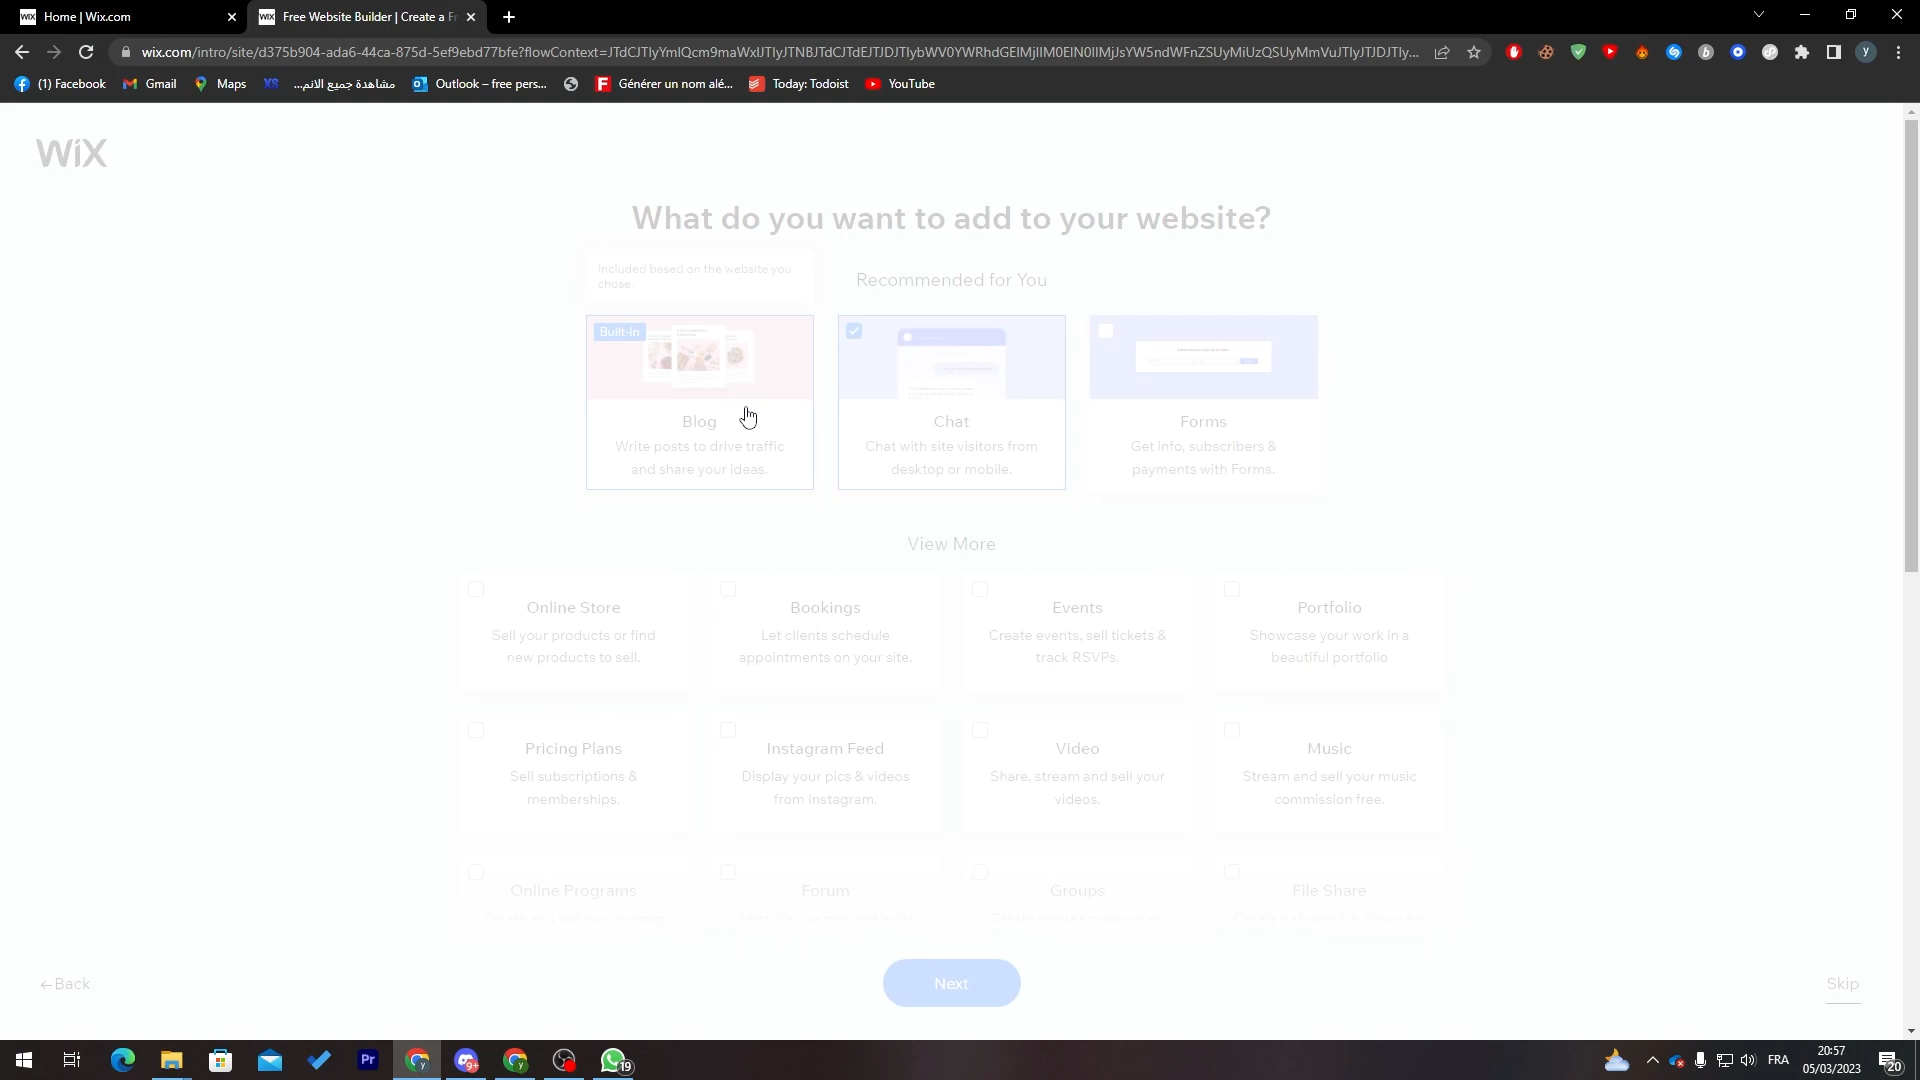 Home | Wix.com
Free Website Builder | Create a Fr
wix.com/intro/site/d375b904-ada6-44ca-875d-5ef9ebd77bfe?flowContext=JTdCJTIyYmlQcm9maWxlJTIyJTNBJTdCJTdEJTJDJTIybWV0YWRhdGElMjIlM0ElN0IlMjJsYW5ndWFnZSUyMiUzQSUyMmVuJTIyJTJDJTIy...
(1) Facebook
Gmail
Maps
مشاهدة جميع الانم...
Outlook – free pers...
Générer un nom alé...
Today: Todoist
YouTube
WiX
What do you want to add to your website?
Included based on the website you
chose.
Recommended for You
Built-In
Blog
Write posts to drive traffic
and share your ideas.
Chat
Chat with site visitors from
desktop or mobile.
Forms
Get info, subscribers &
payments with Forms.
View More
Online Store
Sell your products or find
new products to sell.
Bookings
Let clients schedule
appointments on your site.
Events
Create events, sell tickets &
track RSVPs.
Portfolio
Showcase your work in a
beautiful portfolio
Pricing Plans
Sell subscriptions &
memberships.
Instagram Feed
Display your pics & videos
from Instagram.
Video
Share, stream and sell your
videos.
Music
Stream and sell your music
commission free.
Online Programs
Forum
Groups
File Share
←Back
Next
Skip
Pr
9+
19
FRA
20:57
05/03/2023
20